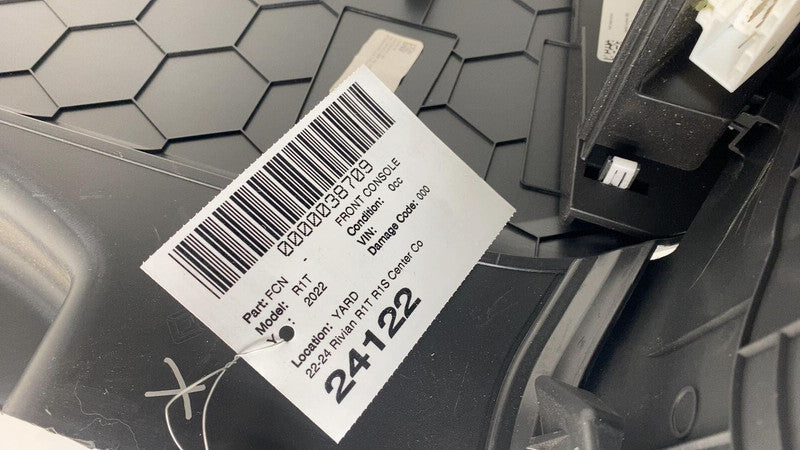 0000038709
Part: FCN - FRONT CONSOLE
Model: R1T Condition: 0cc
Y : 2022 VIN:
Damage Code: 000
Location: YARD
22-24 Rivian R1T R1S Center Co
24122